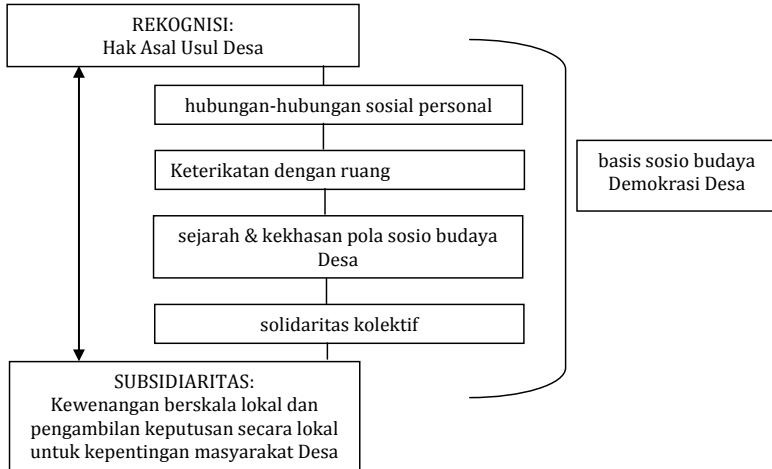 REKOGNISI:
Hak Asal Usul Desa
hubungan-hubungan sosial personal
Keterikatan dengan ruang
sejarah & kekhasan pola sosio budaya
Desa
solidaritas kolektif
SUBSIDIARITAS:
Kewenangan berskala lokal dan
pengambilan keputusan secara lokal
untuk kepentingan masyarakat Desa
basis sosio budaya
Demokrasi Desa